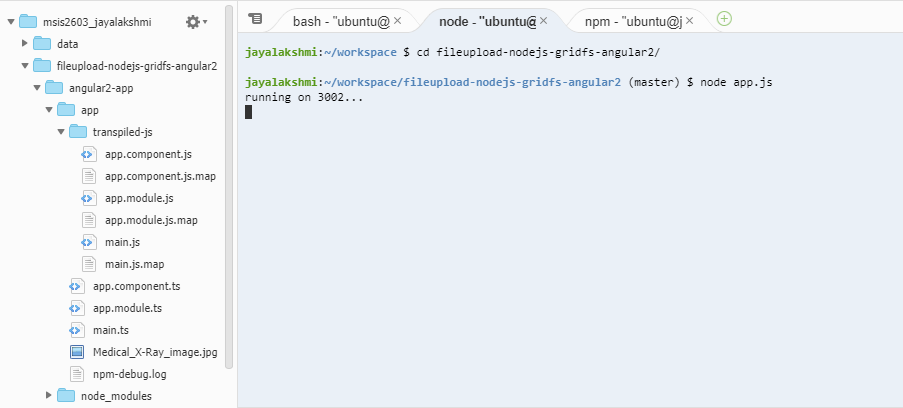 msis2603_jayalakshmi
data
fileupload-nodejs-gridfs-angular2
angular2-app
app
transpiled-js
app.component.js
app.component.js.map
app.module.js
app.module.js.map
main.js
main.js.map
app.component.ts
app.module.ts
main.ts
Medical_X-Ray_image.jpg
npm-debug.log
node_modules
bash - "ubuntu@ node - "ubuntu@ npm - "ubuntu@j
jayalakshmi:~/workspace $ cd fileupload-nodejs-gridfs-angular2/
jayalakshmi:~/workspace/fileupload-nodejs-gridfs-angular2 (master) $ node app.js
running on 3002...